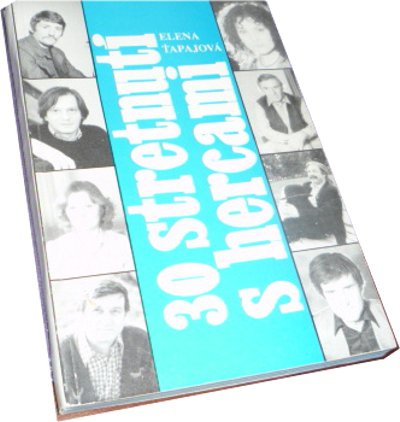 ELENA
ŤAPAJOVÁ
30 stretnutí
s hercami